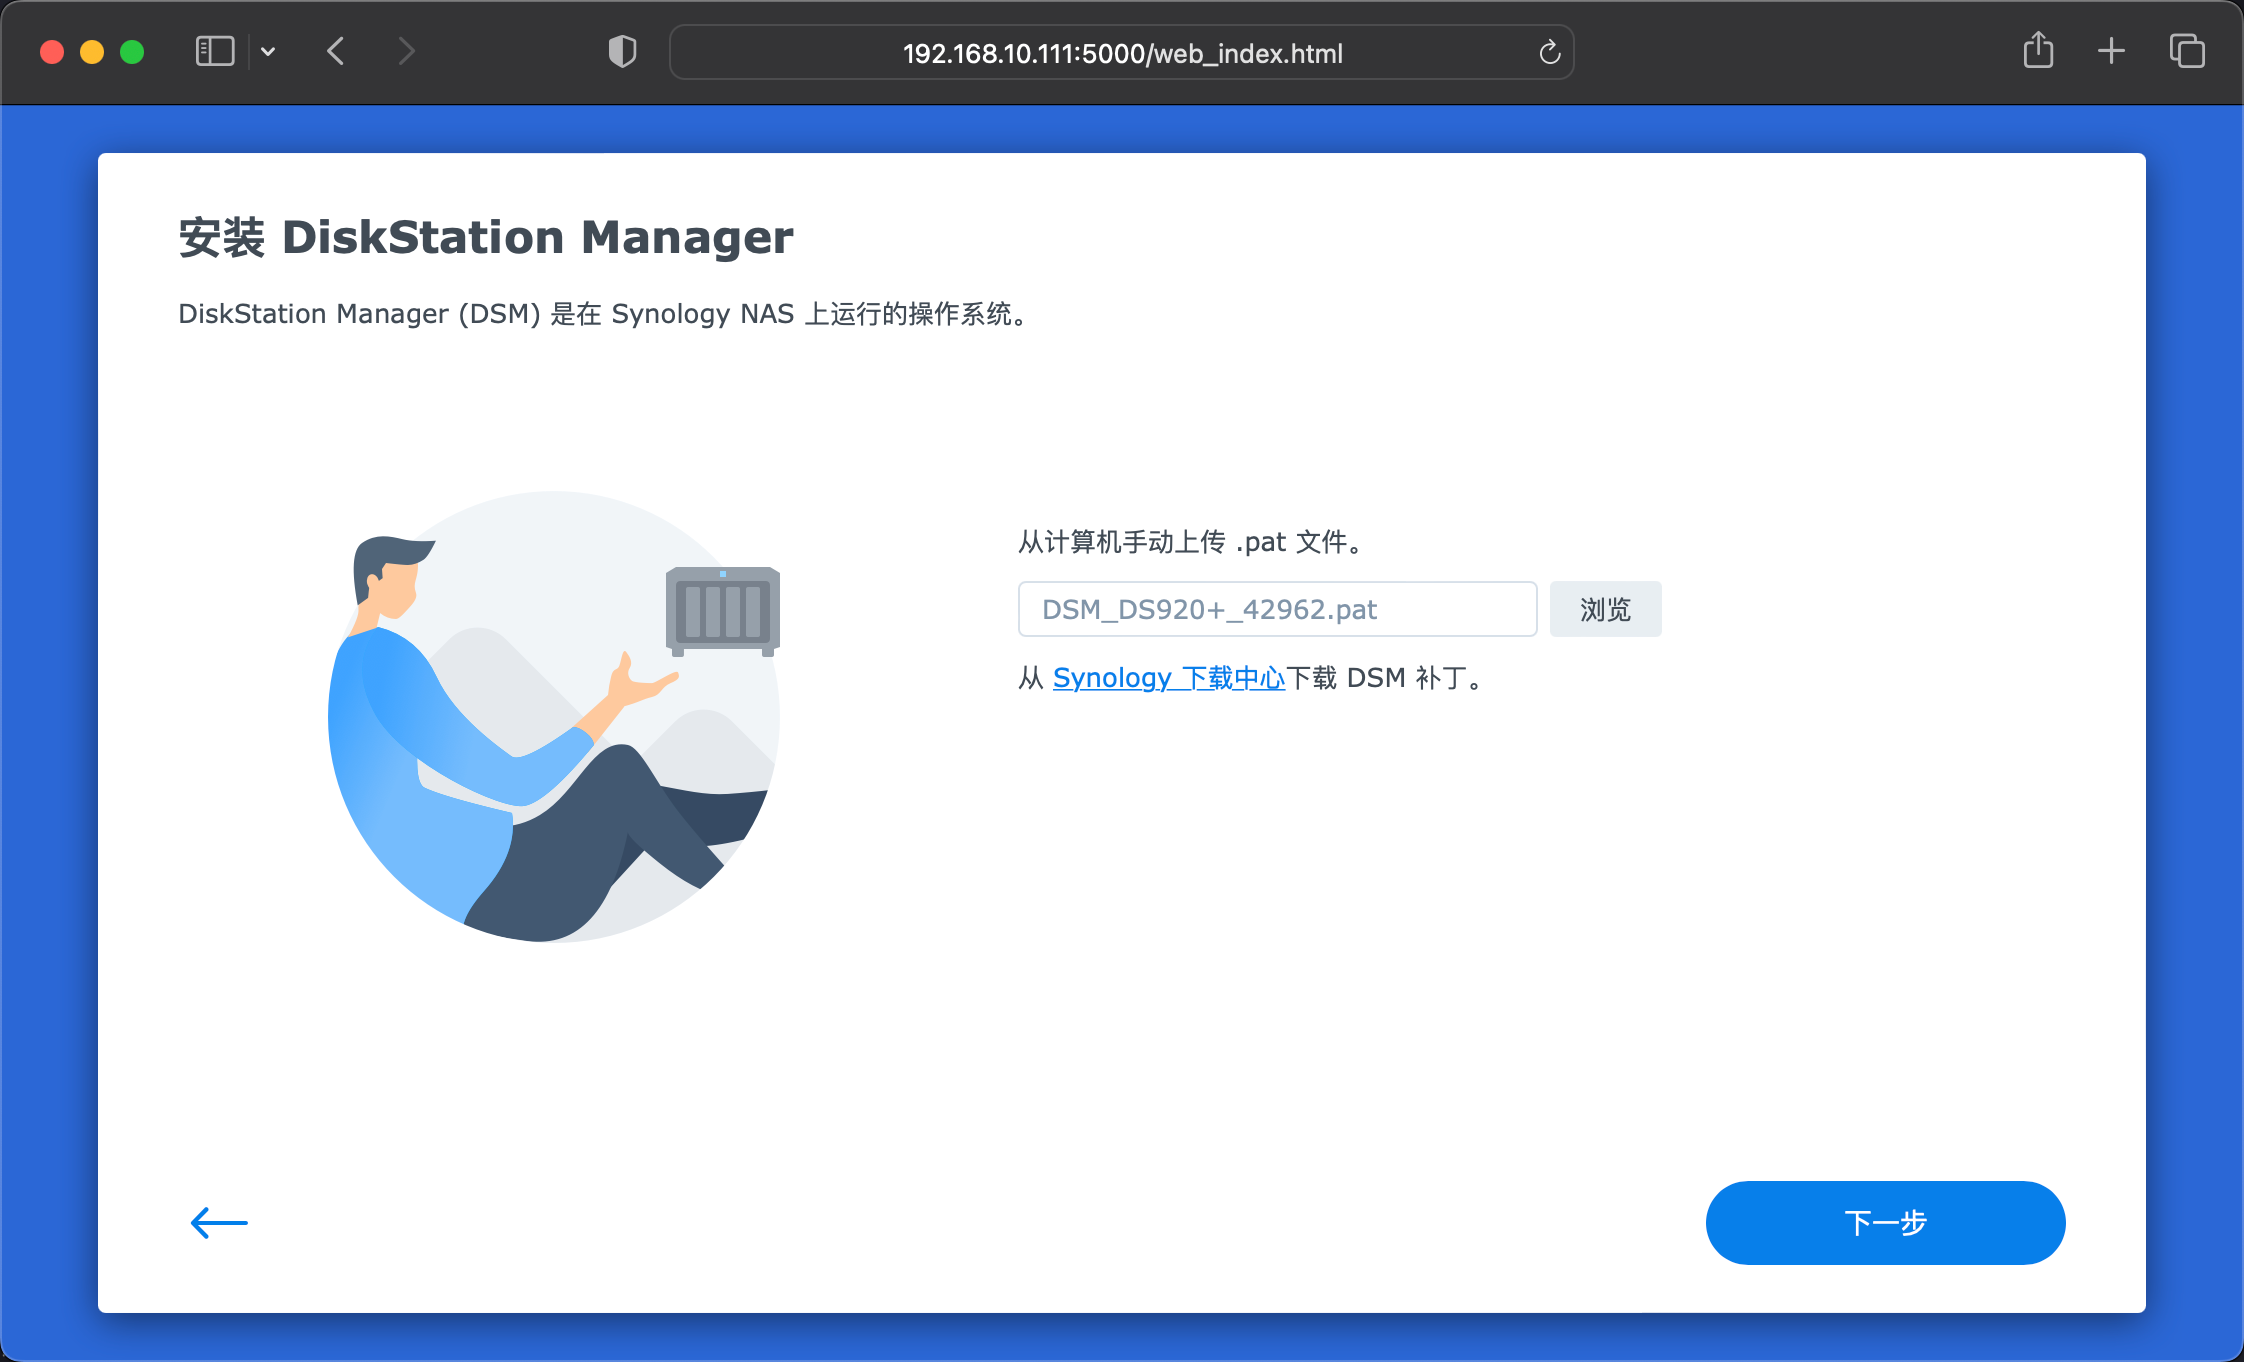 192.168.10.111:5000/web_index.html
安装 DiskStation Manager
DiskStation Manager (DSM) 是在 Synology NAS 上运行的操作系统。
从计算机手动上传 .pat 文件。
DSM_DS920+_42962.pat
浏览
从 Synology 下载中心下载 DSM 补丁。
下一步